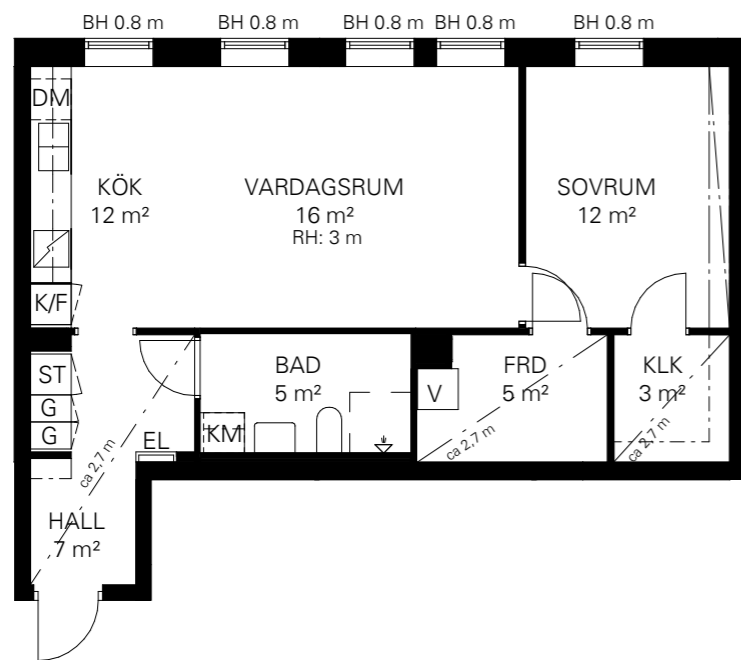 BH 0.8 m BH 0.8 m BH 0.8 m BH 0.8 m BH 0.8 m
DM
KÖK
12 m²
VARDAGSRUM
16 m²
RH: 3 m
SOVRUM
12 m²
K/F
ST
G
G
BAD
5 m²
KM
V
FRD
5 m²
KLK
3 m²
EL
ca 2,7 m
ca 2,7 m
ca 2,7 m
HALL
7 m²